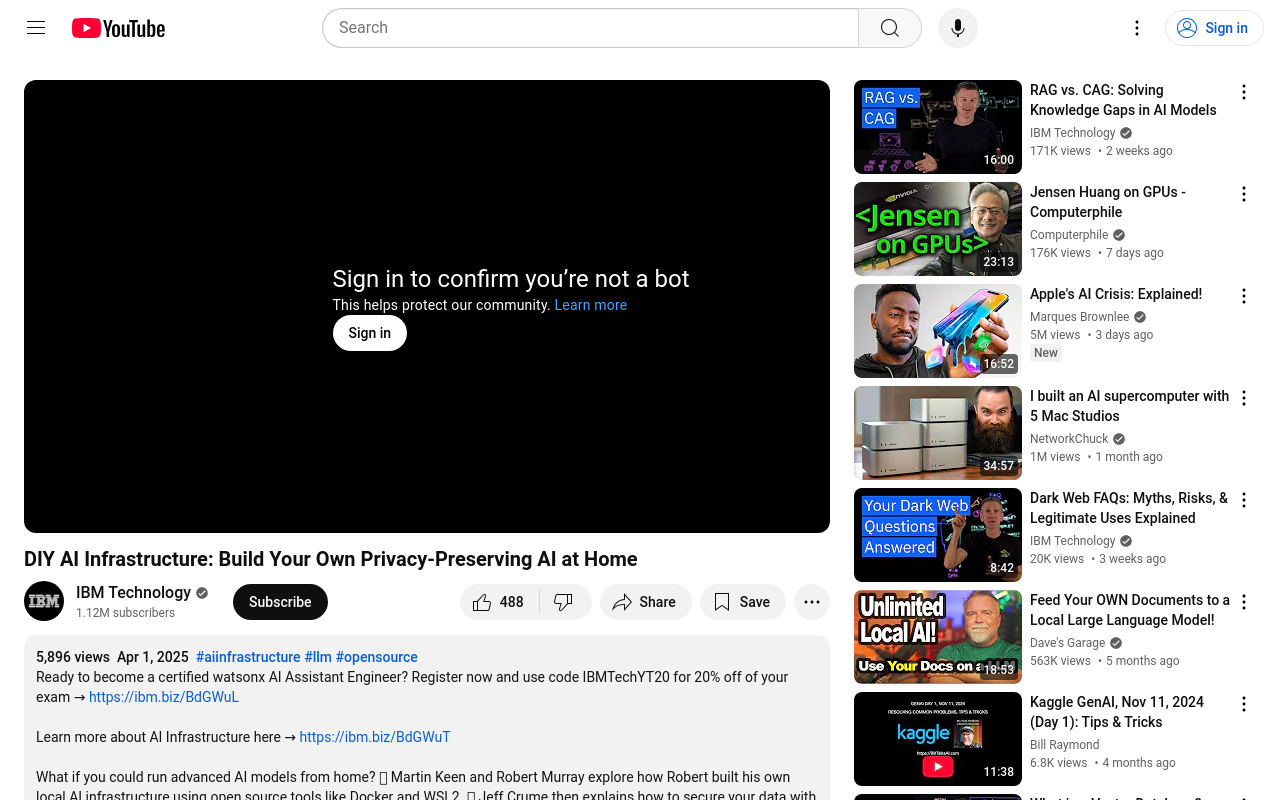 YouTube
Search
Sign in
Sign in to confirm you’re not a bot
This helps protect our community. Learn more
Sign in
DIY AI Infrastructure: Build Your Own Privacy-Preserving AI at Home
IBM
IBM Technology
1.12M subscribers
Subscribe
488
Share
Save
5,896 views Apr 1, 2025 #aiinfrastructure #llm #opensource
Ready to become a certified watsonx AI Assistant Engineer? Register now and use code IBMTechYT20 for 20% off of your
exam → https://ibm.biz/BdGWuL
Learn more about AI Infrastructure here → https://ibm.biz/BdGWuT
What if you could run advanced AI models from home? Martin Keen and Robert Murray explore how Robert built his own
local AI infrastructure using open source tools like Docker and WSL2. Jeff Crume then explains how to secure your data with
RAG vs.
CAG
16:00
RAG vs. CAG: Solving
Knowledge Gaps in AI Models
IBM Technology
171K views • 2 weeks ago
NVIDIA
<Jensen
on GPUs>
23:13
Jensen Huang on GPUs -
Computerphile
Computerphile
176K views • 7 days ago
16:52
Apple's AI Crisis: Explained!
Marques Brownlee
5M views • 3 days ago
New
34:57
I built an AI supercomputer with
5 Mac Studios
NetworkChuck
1M views • 1 month ago
Your Dark Web
Questions
Answered
8:42
Dark Web FAQs: Myths, Risks, &
Legitimate Uses Explained
IBM Technology
20K views • 3 weeks ago
Unlimited
Local AI!
Use Your Docs on a
18:53
Feed Your OWN Documents to a
Local Large Language Model!
Dave's Garage
563K views • 5 months ago
GENAI DAY 1, NOV 11, 2024
RESOLVING COMMON PROBLEMS, TIPS & TRICKS
kaggle
11:38
Kaggle GenAI, Nov 11, 2024
(Day 1): Tips & Tricks
Bill Raymond
6.8K views • 4 months ago